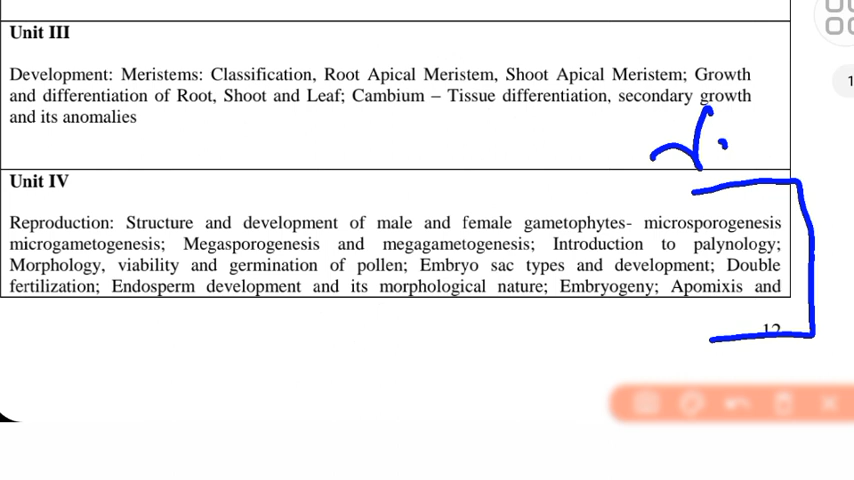 Unit III
Development: Meristems: Classification, Root Apical Meristem, Shoot Apical Meristem; Growth
and differentiation of Root, Shoot and Leaf; Cambium – Tissue differentiation, secondary growth
and its anomalies
Unit IV
Reproduction: Structure and development of male and female gametophytes- microsporogenesis
microgametogenesis; Megasporogenesis and megagametogenesis; Introduction to palynology;
Morphology, viability and germination of pollen; Embryo sac types and development; Double
fertilization; Endosperm development and its morphological nature; Embryogeny; Apomixis and
12
1